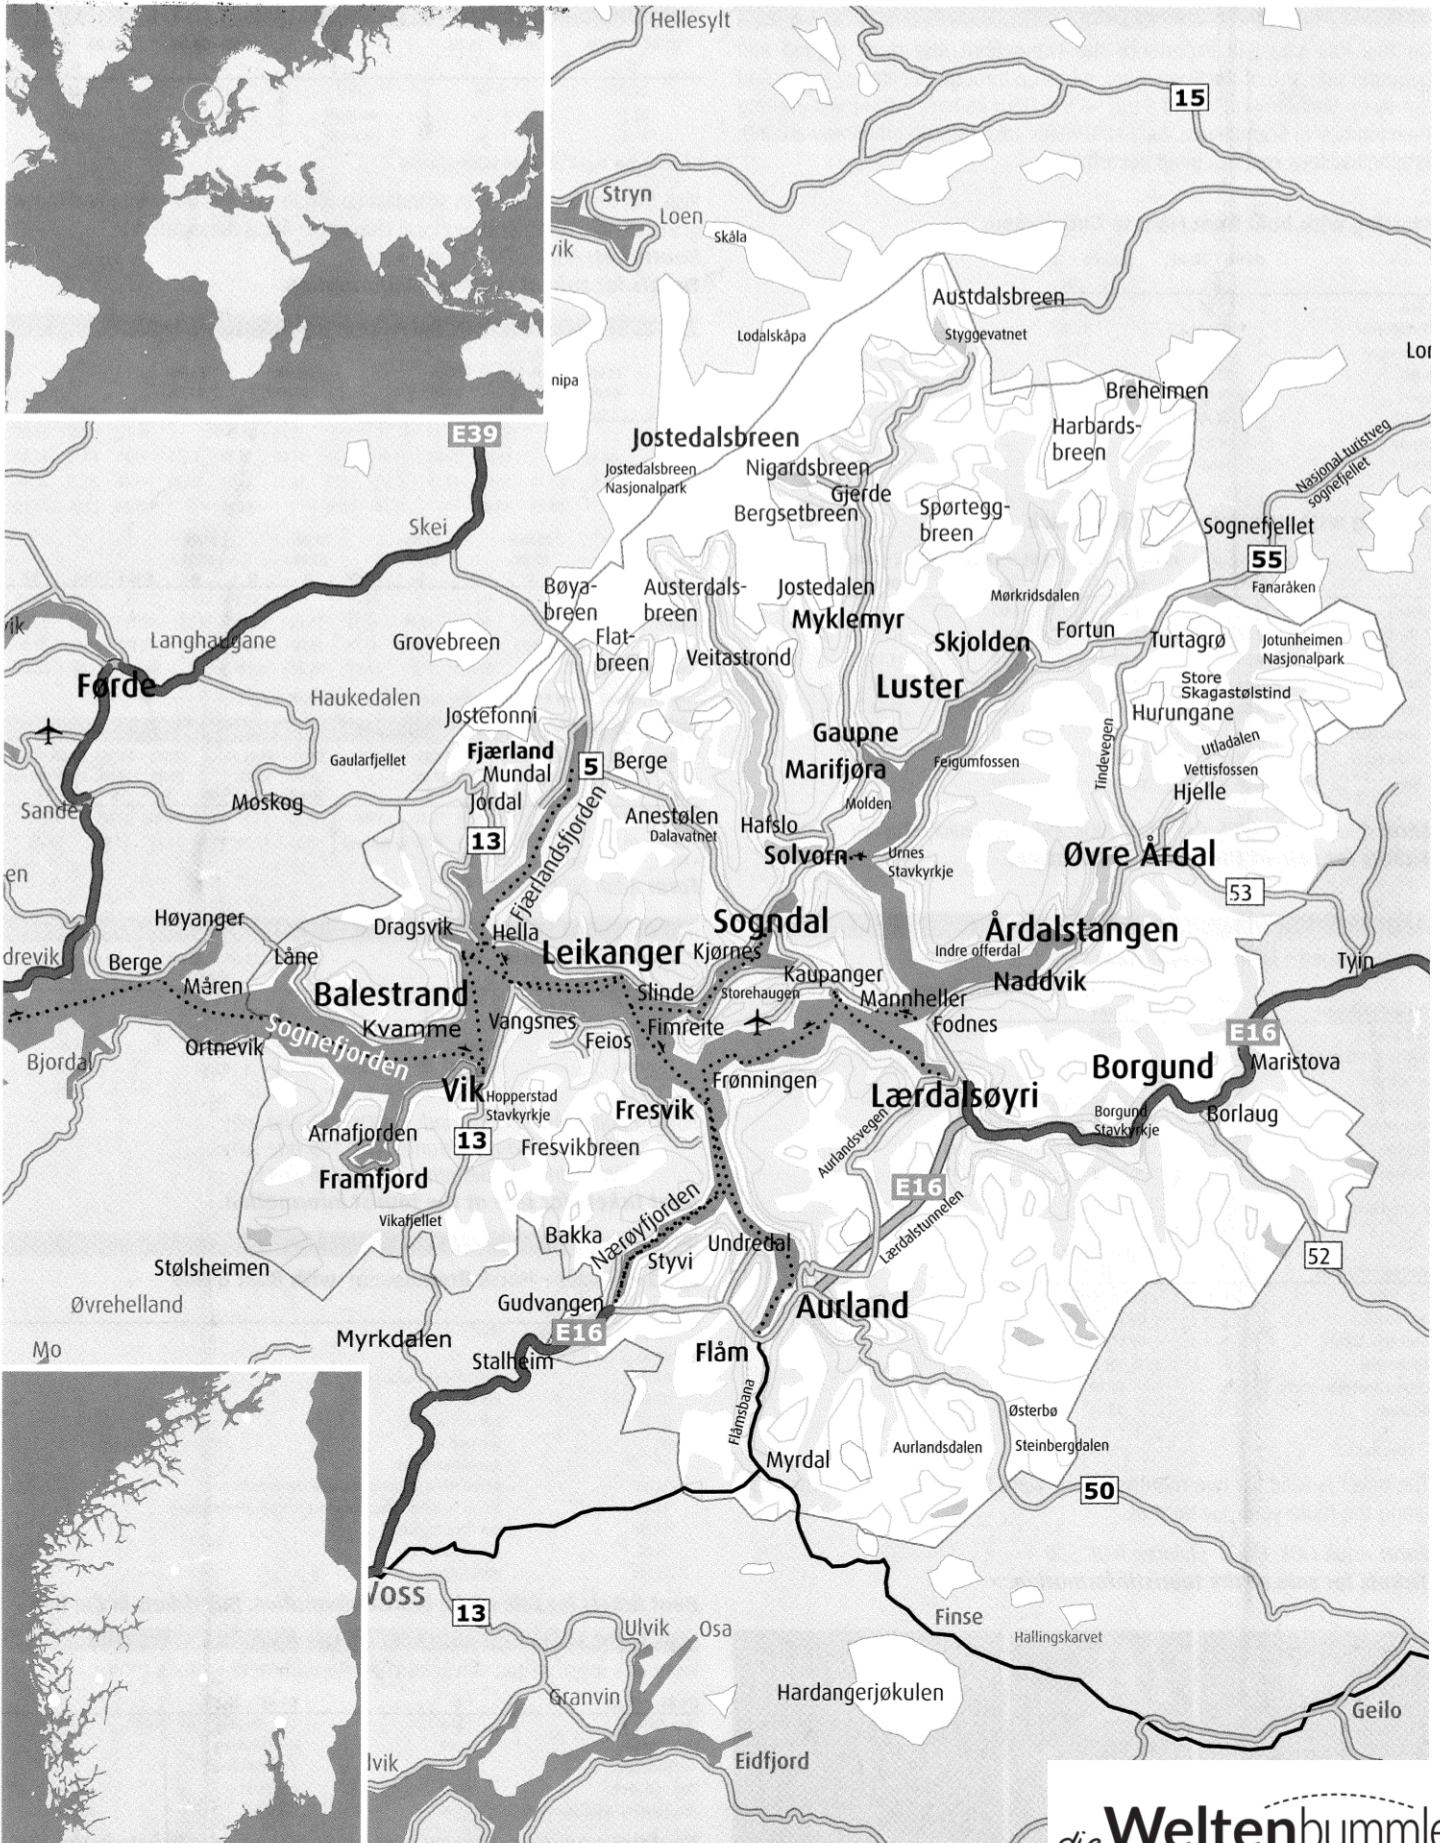 Hellesylt
15
Stryn
Loen
vik
Skåla
Austdalsbreen
Styggevatnet
Lodalskåpa
nipa
Breheimen
E39
Jostedalsbreen
Jostedalsbreen
Nasjonalpark
Nigardsbreen
Gjerde
Bergsetbreen
Harbards-
breen
Spørtegg-
breen
Nasjonal turistveg
sognefjellet
Sognefjellet
55
Fanaråken
Skei
Bøya-
breen
Austerdals-
breen
Jostedalen
Myklemyr
Mørkridsdalen
Skjolden
Fortun
Turtagrø
Jotunheimen
Nasjonalpark
vik
Langhaugane
Grovebreen
Flat-
breen
Veitastrond
Førde
Haukedalen
Luster
Store
Skagastølstind
Hurungane
Jostefonni
Gaupne
Utladalen
Gaularfjellet
Fjærland
Mundal
5
Berge
Marifjøra
Feigumfossen
Tindevegen
Vettisfossen
Hjelle
Sande
Moskog
Jordal
Fjærlandsfjorden
Anestølen
Dalavatnet
Hafslo
Molden
13
Solvorn
Urnes
Stavkyrkje
Øvre Årdal
53
en
Høyanger
Dragsvik
Hella
Sogndal
Årdalstangen
Leikanger
Kjørnes
Indre offerdal
drevik
Berge
Låne
Kaupanger
Tyin
Måren
Balestrand
Slinde
Storehaugen
Mannheller
Naddvik
Kvamme
Vangsnes
Fimreite
Fodnes
Sognefjorden
Feios
E16
Bjordal
Ortnevik
Maristova
Vik
Hopperstad
Stavkyrkje
Frønningen
Borgund
Lærdalsøyri
Fresvik
Borgund
Stavkyrkje
Borlaug
Arnafjorden
13
Fresvikbreen
Aurlandsvegen
Framfjord
E16
Lærdalstunnelen
Vikafjellet
Bakka
Nærøyfjorden
Undredal
Styvi
52
Stølsheimen
Øvrehelland
Gudvangen
Aurland
E16
Mo
Myrkdalen
Stalheim
Flåm
Flåmsbana
Østerbø
Aurlandsdalen
Steinbergdalen
Myrdal
50
Voss
13
Ulvik
Osa
Finse
Hallingskarvet
Granvin
Hardangerjøkulen
Geilo
lvik
Eidfjord
die Weltenbummle